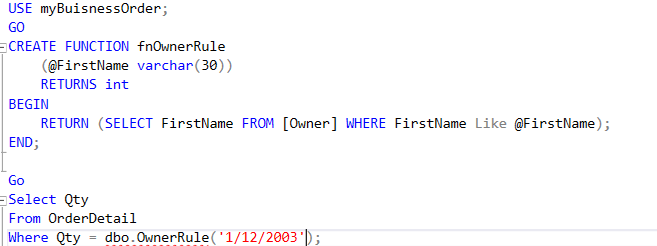 USE myBuisnessOrder;
GO
CREATE FUNCTION fnOwnerRule
(@FirstName varchar(30))
RETURNS int
BEGIN
RETURN (SELECT FirstName FROM [Owner] WHERE FirstName Like @FirstName);
END;
Go
Select Qty
From OrderDetail
Where Qty = dbo.OwnerRule('1/12/2003');